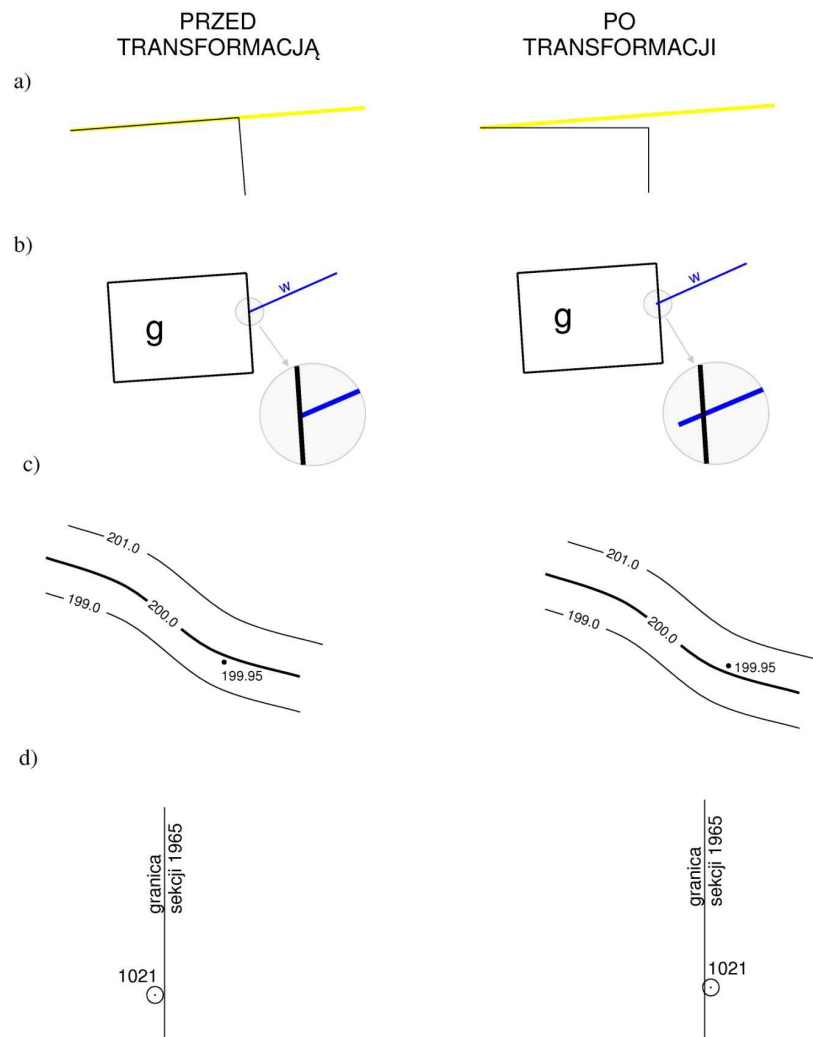 PRZED
TRANSFORMACJĄ
PO
TRANSFORMACJI
a)
b)
g
w
g
w
c)
201.0
200.0
199.0
199.95
201.0
200.0
199.0
199.95
d)
granica
sekcji 1965
1021
granica
sekcji 1965
1021